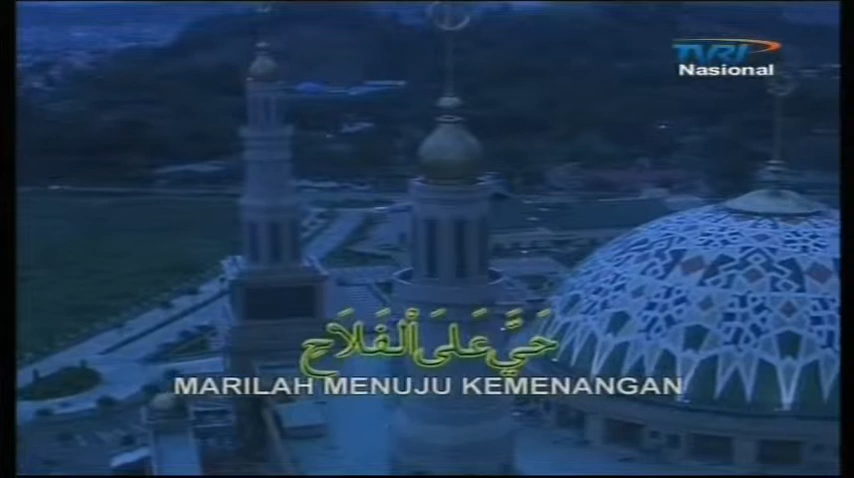 TVRI
Nasional
حَيَّ عَلَى الْفَلَاحِ
MARILAH MENUJU KEMENANGAN